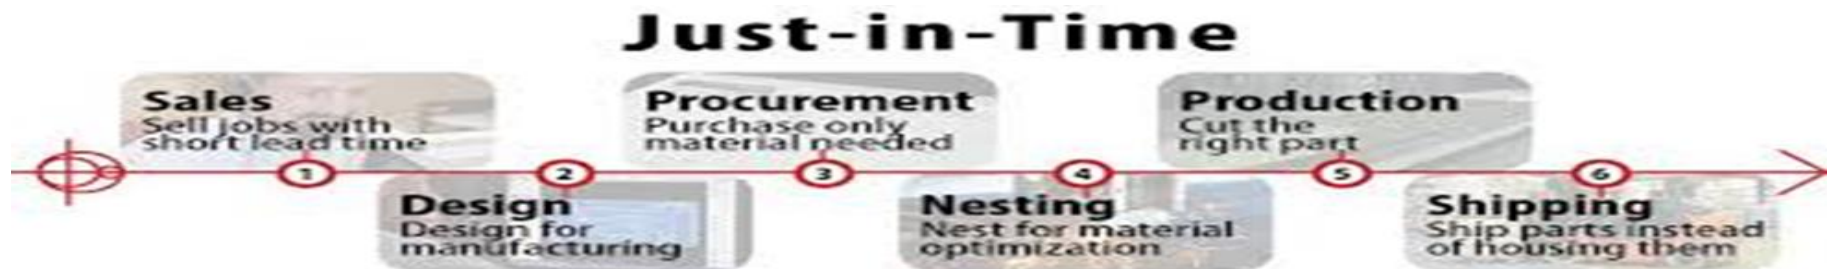 Just-in-Time
Sales
Sell jobs with
short lead time
1
Design
Design for
manufacturing
2
Procurement
Purchase only
material needed
3
Nesting
Nest for material
optimization
4
Production
Cut the
right part
5
Shipping
Ship parts instead
of housing them
6